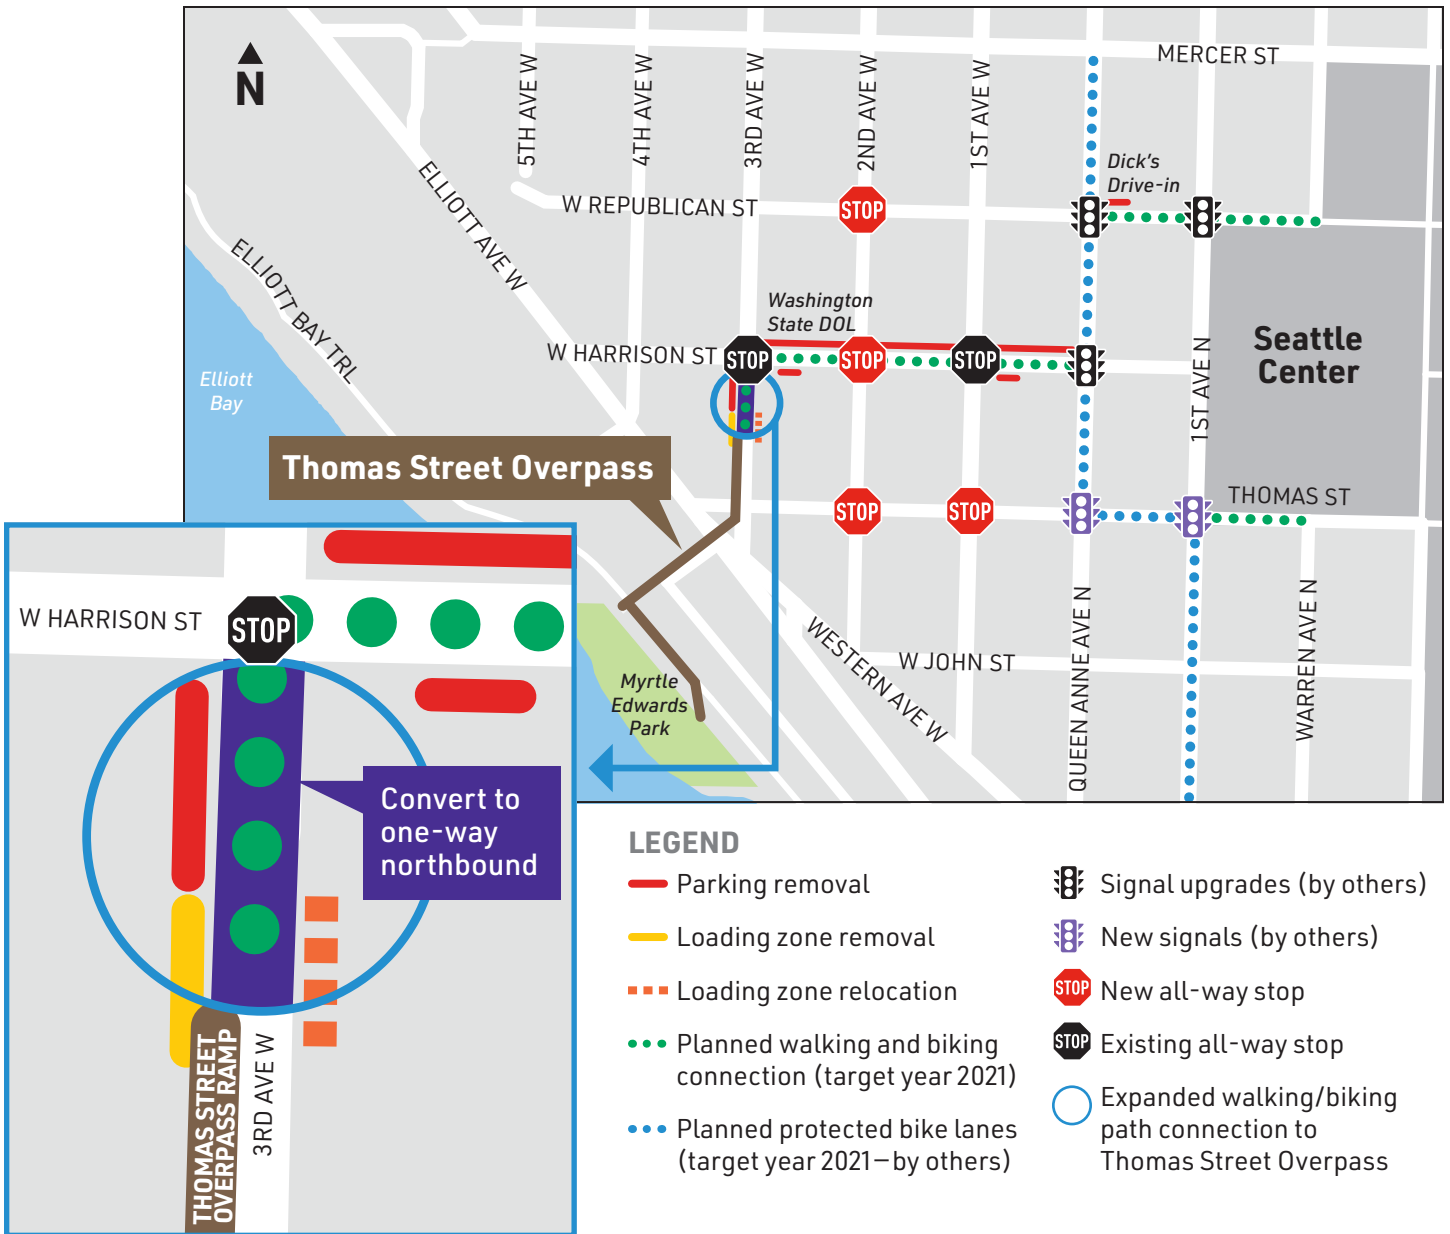 N
MERCER ST
5TH AVE W
4TH AVE W
3RD AVE W
2ND AVE W
1ST AVE W
Dick's
Drive-in
ELLIOTT AVE W
W REPUBLICAN ST
STOP
ELLIOTT BAY TRL
Washington
State DOL
W HARRISON ST
STOP
STOP
STOP
1ST AVE N
Seattle
Center
Elliott
Bay
Thomas Street Overpass
STOP
STOP
THOMAS ST
QUEEN ANNE AVE N
WARREN AVE N
WESTERN AVE W
W JOHN ST
Myrtle
Edwards
Park
W HARRISON ST
STOP
Convert to
one-way
northbound
THOMAS STREET
OVERPASS RAMP
3RD AVE W
LEGEND
Parking removal
Loading zone removal
Loading zone relocation
Planned walking and biking
connection (target year 2021)
Planned protected bike lanes
(target year 2021—by others)
Signal upgrades (by others)
New signals (by others)
STOP New all-way stop
STOP Existing all-way stop
Expanded walking/biking
path connection to
Thomas Street Overpass